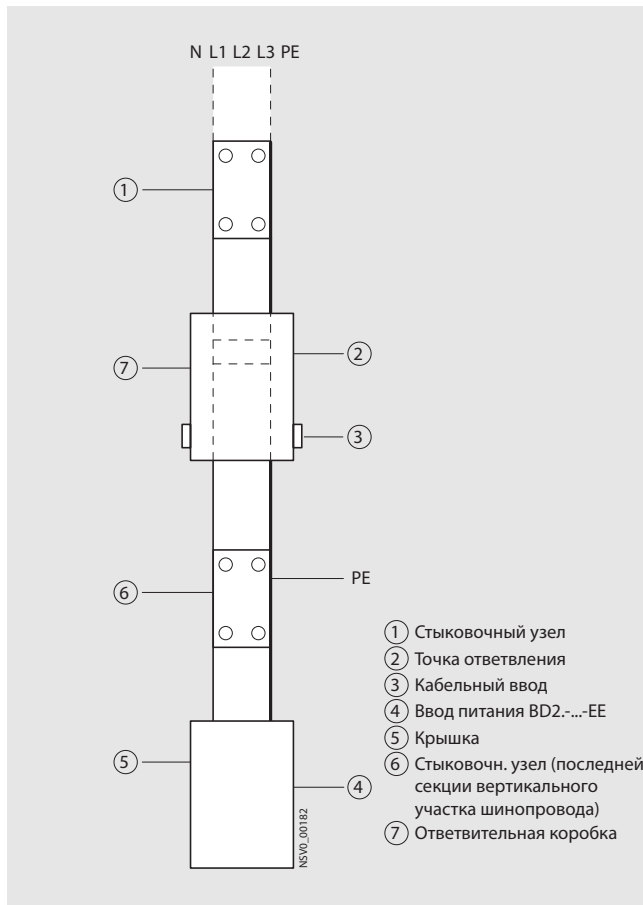 N L1 L2 L3 PE
1
2
7
3
PE
6
5
4
NSV0_00182
1 Стыковочный узел
2 Точка ответвления
3 Кабельный ввод
4 Ввод питания BD2.-...-EE
5 Крышка
6 Стыковочн. узел (последней
секции вертикального
участка шинопровода)
7 Ответвительная коробка